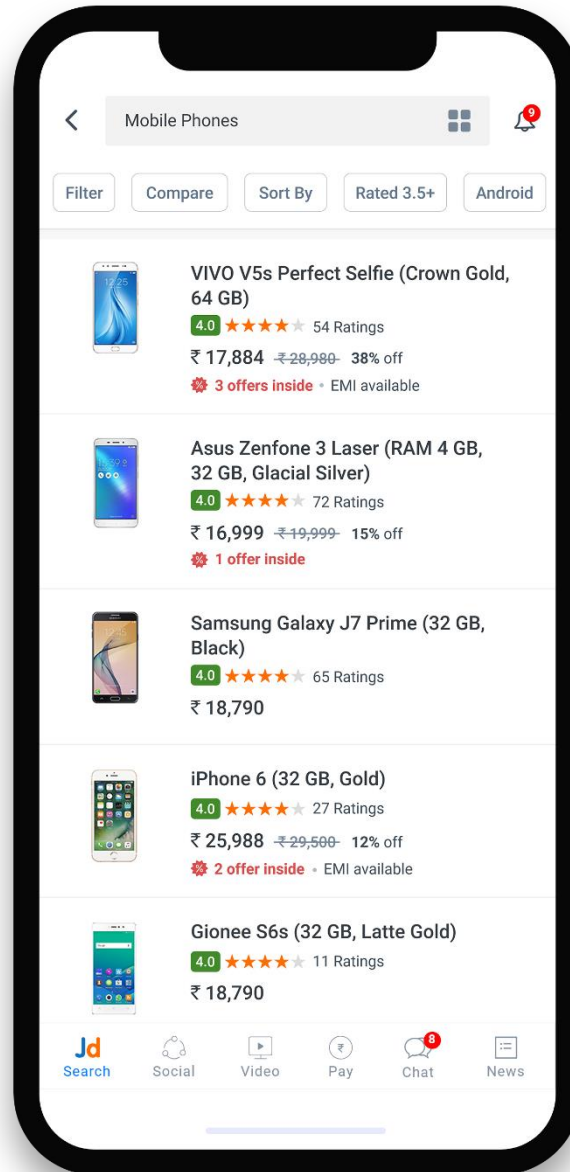 Mobile Phones
9
Filter
Compare
Sort By
Rated 3.5+
Android
12:25
VIVO V5s Perfect Selfie (Crown Gold,
64 GB)
4.0 54 Ratings
₹ 17,884 ₹ 28,980 38% off
3 offers inside • EMI available
Asus Zenfone 3 Laser (RAM 4 GB,
32 GB, Glacial Silver)
4.0 72 Ratings
₹ 16,999 ₹ 19,999 15% off
1 offer inside
Samsung Galaxy J7 Prime (32 GB,
Black)
4.0 65 Ratings
₹ 18,790
iPhone 6 (32 GB, Gold)
4.0 27 Ratings
₹ 25,988 ₹ 29,500 12% off
2 offer inside • EMI available
Gionee S6s (32 GB, Latte Gold)
4.0 11 Ratings
₹ 18,790
Jd
8
Search
Social
Video
Pay
Chat
News